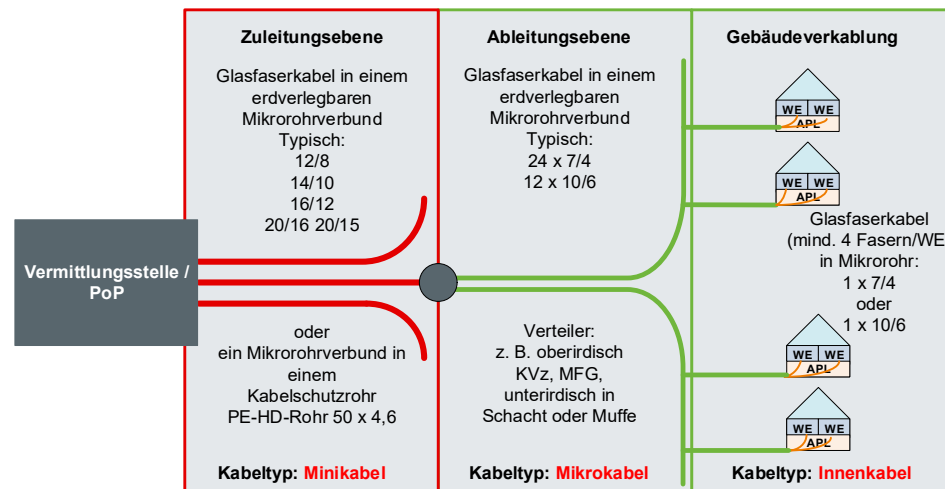 Zuleitungsebene
Glasfaserkabel in einem
erdverlegbaren
Mikrorohrverbund
Typisch:
12/8
14/10
16/12
20/16 20/15
Vermittlungsstelle /
PoP
oder
ein Mikrorohrverbund in
einem
Kabelschutzrohr
PE-HD-Rohr 50 x 4,6
Kabeltyp: Minikabel
Ableitungsebene
Glasfaserkabel in einem
erdverlegbaren
Mikrorohrverbund
Typisch:
24 x 7/4
12 x 10/6
Verteiler:
z. B. oberirdisch
KVz, MFG,
unterirdisch in
Schacht oder Muffe
Kabeltyp: Mikrokabel
Gebäudeverkablung
WE WE
APL
WE WE
APL
Glasfaserkabel
(mind. 4 Fasern/WE
in Mikrorohr:
1 x 7/4
oder
1 x 10/6
WE WE
APL
WE WE
APL
Kabeltyp: Innenkabel